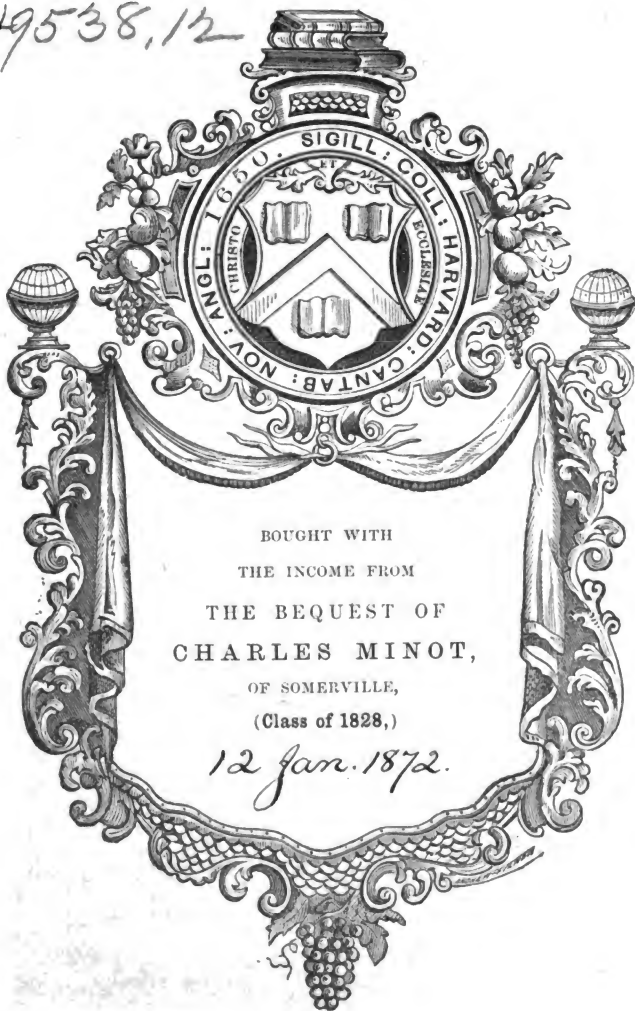 9538.12
SIGILL: COLL: HARVARD: CANTAB: NOV: ANGL: 1650.
ET
CHRISTO
ECCLESIAE
BOUGHT WITH
THE INCOME FROM
THE BEQUEST OF
CHARLES MINOT,
OF SOMERVILLE,
(Class of 1828,)
12 Jan. 1872.